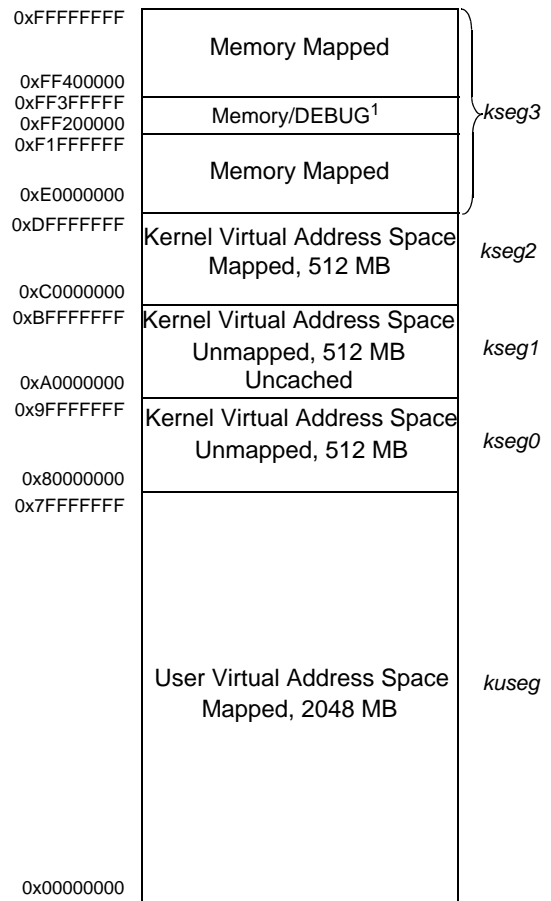 0xFFFFFFFF
Memory Mapped
0xFF400000
0xFF3FFFFF
Memory/DEBUG1
kseg3
0xFF200000
0xF1FFFFFF
Memory Mapped
0xE0000000
0xDFFFFFFF
Kernel Virtual Address Space
Mapped, 512 MB
kseg2
0xC0000000
0xBFFFFFFF
Kernel Virtual Address Space
Unmapped, 512 MB
Uncached
kseg1
0xA0000000
0x9FFFFFFF
Kernel Virtual Address Space
Unmapped, 512 MB
kseg0
0x80000000
0x7FFFFFFF
User Virtual Address Space
Mapped, 2048 MB
kuseg
0x00000000